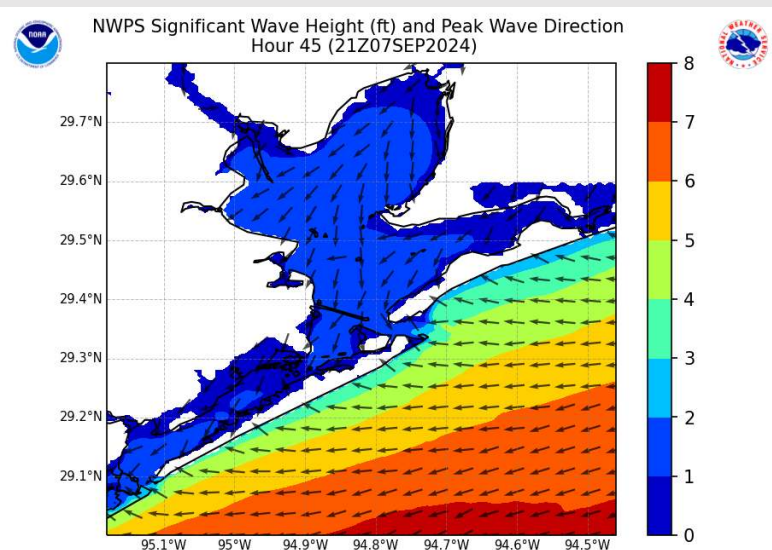 NWPS Significant Wave Height (ft) and Peak Wave Direction
Hour 45 (21Z07SEP2024)
NOAA
8
7
6
5
4
3
2
1
0
29.7°N
29.6°N
29.5°N
29.4°N
29.3°N
29.2°N
29.1°N
95.1°W 95°W 94.9°W 94.8°W 94.7°W 94.6°W 94.5°W